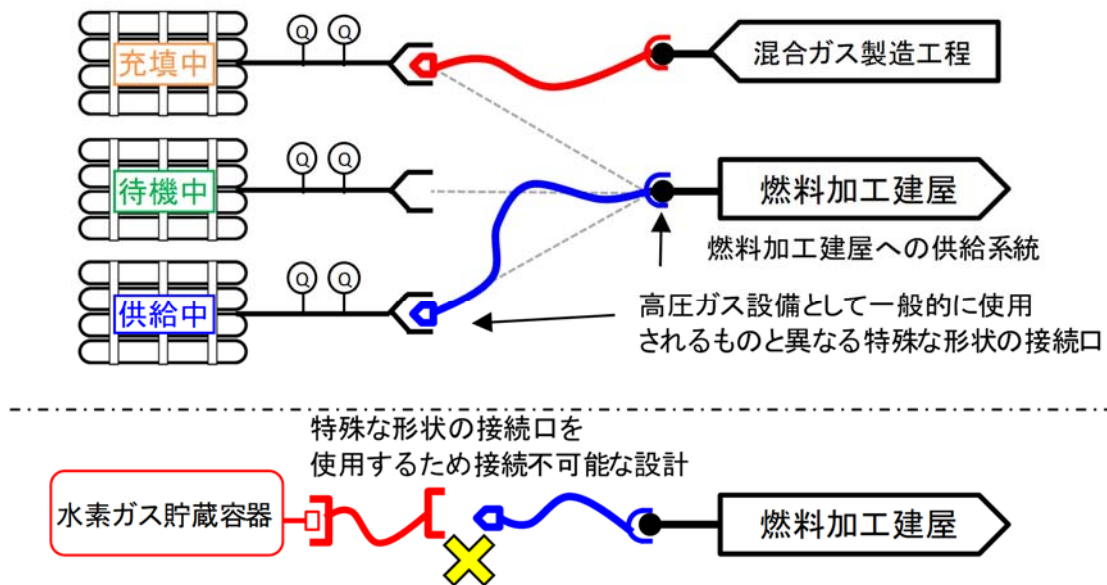 充填中
Q Q
混合ガス製造工程
待機中
Q Q
燃料加工建屋
燃料加工建屋への供給系統
供給中
Q Q
高圧ガス設備として一般的に使用
されるものと異なる特殊な形状の接続口
特殊な形状の接続口を
使用するため接続不可能な設計
水素ガス貯蔵容器
燃料加工建屋